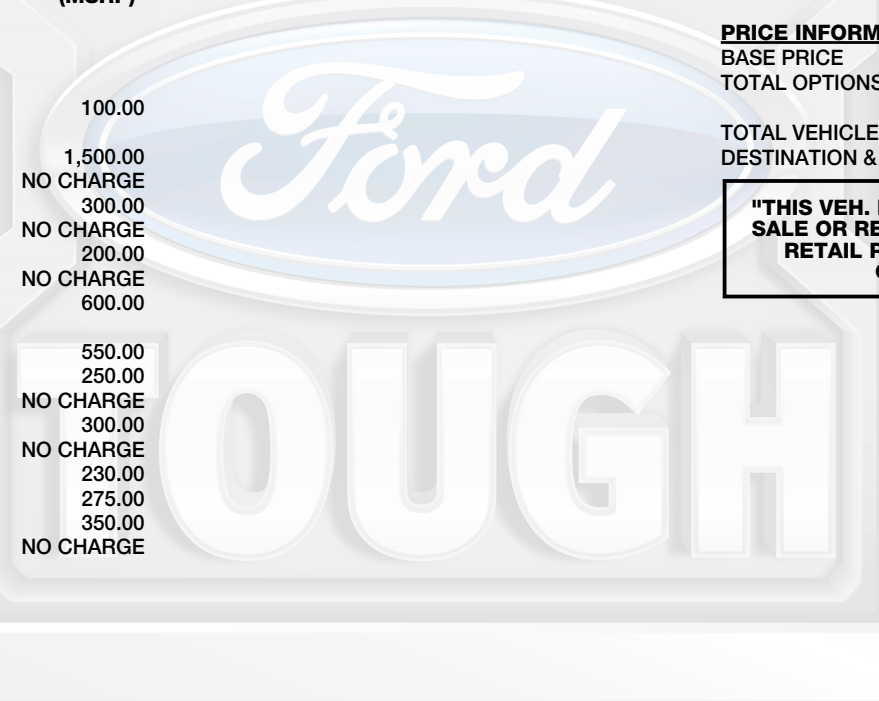 (MSRP)
100.00
1,500.00
NO CHARGE
300.00
NO CHARGE
200.00
NO CHARGE
600.00
550.00
250.00
NO CHARGE
300.00
NO CHARGE
230.00
275.00
350.00
NO CHARGE
Ford
TOUGH
PRICE INFORM
BASE PRICE
TOTAL OPTIONS
TOTAL VEHICLE
DESTINATION &
"THIS VEH.
SALE OR RE
RETAIL P